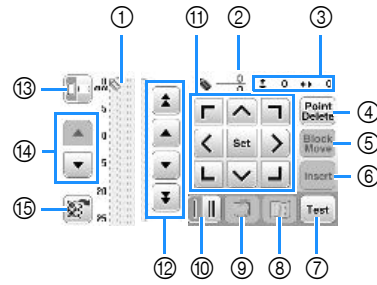 ① ② ③
⑪
⑬ mm 0 0 0
0
5 Point Delete ④
⑭ 0 Set Block Move ⑤
5 Insert ⑥
⑮ 20 25 Test
⑫ ⑩ ⑨ ⑧ ⑦